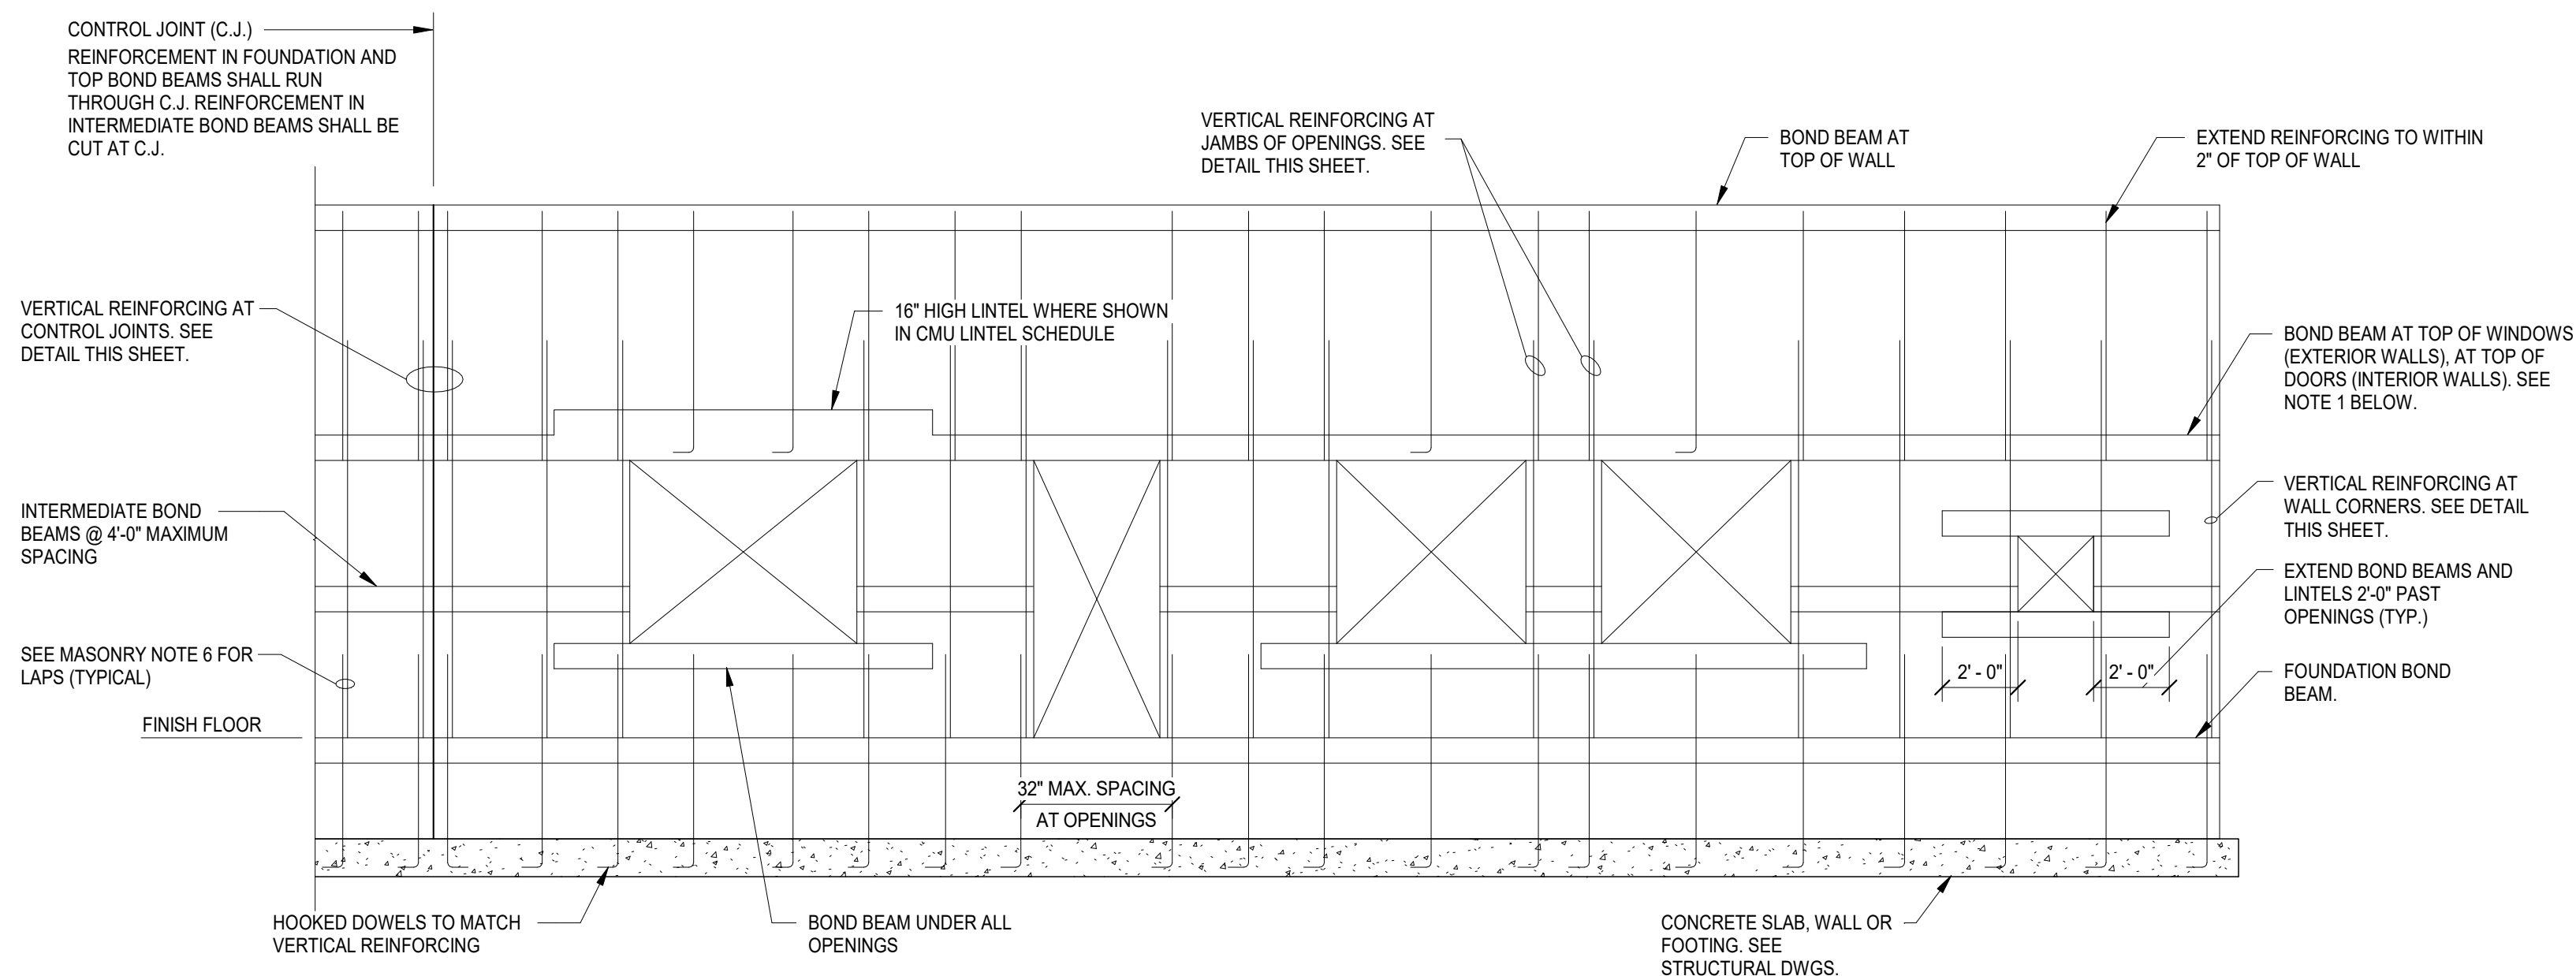 CONTROL JOINT (C.J.)
REINFORCEMENT IN FOUNDATION AND
TOP BOND BEAMS SHALL RUN
THROUGH C.J. REINFORCEMENT IN
INTERMEDIATE BOND BEAMS SHALL BE
CUT AT C.J.
VERTICAL REINFORCING AT
JAMBS OF OPENINGS. SEE
DETAIL THIS SHEET.
BOND BEAM AT
TOP OF WALL
EXTEND REINFORCING TO WITHIN
2" OF TOP OF WALL
VERTICAL REINFORCING AT
CONTROL JOINTS. SEE
DETAIL THIS SHEET.
16" HIGH LINTEL WHERE SHOWN
IN CMU LINTEL SCHEDULE
BOND BEAM AT TOP OF WINDOWS
(EXTERIOR WALLS), AT TOP OF
DOORS (INTERIOR WALLS). SEE
NOTE 1 BELOW.
INTERMEDIATE BOND
BEAMS @ 4'-0" MAXIMUM
SPACING
VERTICAL REINFORCING AT
WALL CORNERS. SEE DETAIL
THIS SHEET.
EXTEND BOND BEAMS AND
LINTELS 2'-0" PAST
OPENINGS (TYP.)
SEE MASONRY NOTE 6 FOR
LAPS (TYPICAL)
2' - 0"
2' - 0"
FOUNDATION BOND
BEAM.
FINISH FLOOR
32" MAX. SPACING
AT OPENINGS
HOOKED DOWELS TO MATCH
VERTICAL REINFORCING
BOND BEAM UNDER ALL
OPENINGS
CONCRETE SLAB, WALL OR
FOOTING. SEE
STRUCTURAL DWGS.